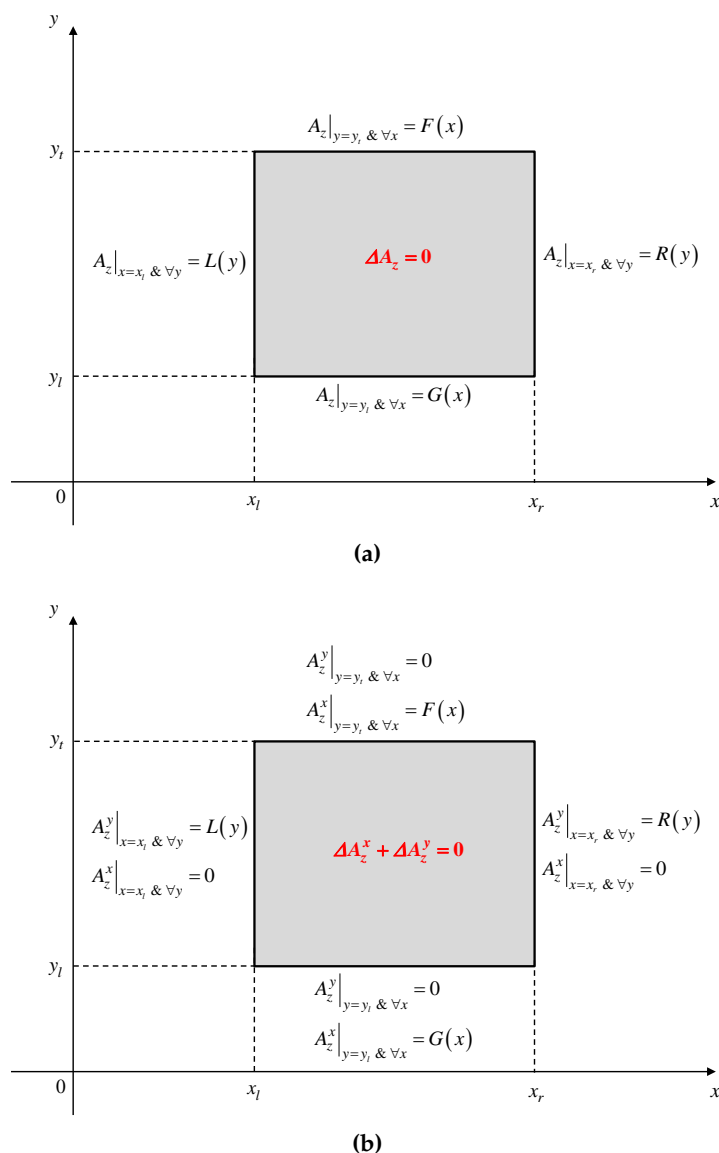 y
A_z|_{y=y_t & ∀x} = F(x)
y_t
A_z|_{x=x_l & ∀y} = L(y)
ΔA_z = 0
A_z|_{x=x_r & ∀y} = R(y)
y_l
A_z|_{y=y_l & ∀x} = G(x)
0
x_l
x_r
x
(a)
y
A_z^y|_{y=y_t & ∀x} = 0
A_z^x|_{y=y_t & ∀x} = F(x)
y_t
A_z^y|_{x=x_l & ∀y} = L(y)
A_z^x|_{x=x_l & ∀y} = 0
ΔA_z^x + ΔA_z^y = 0
A_z^y|_{x=x_r & ∀y} = R(y)
A_z^x|_{x=x_r & ∀y} = 0
y_l
A_z^y|_{y=y_l & ∀x} = 0
A_z^x|_{y=y_l & ∀x} = G(x)
0
x_l
x_r
x
(b)